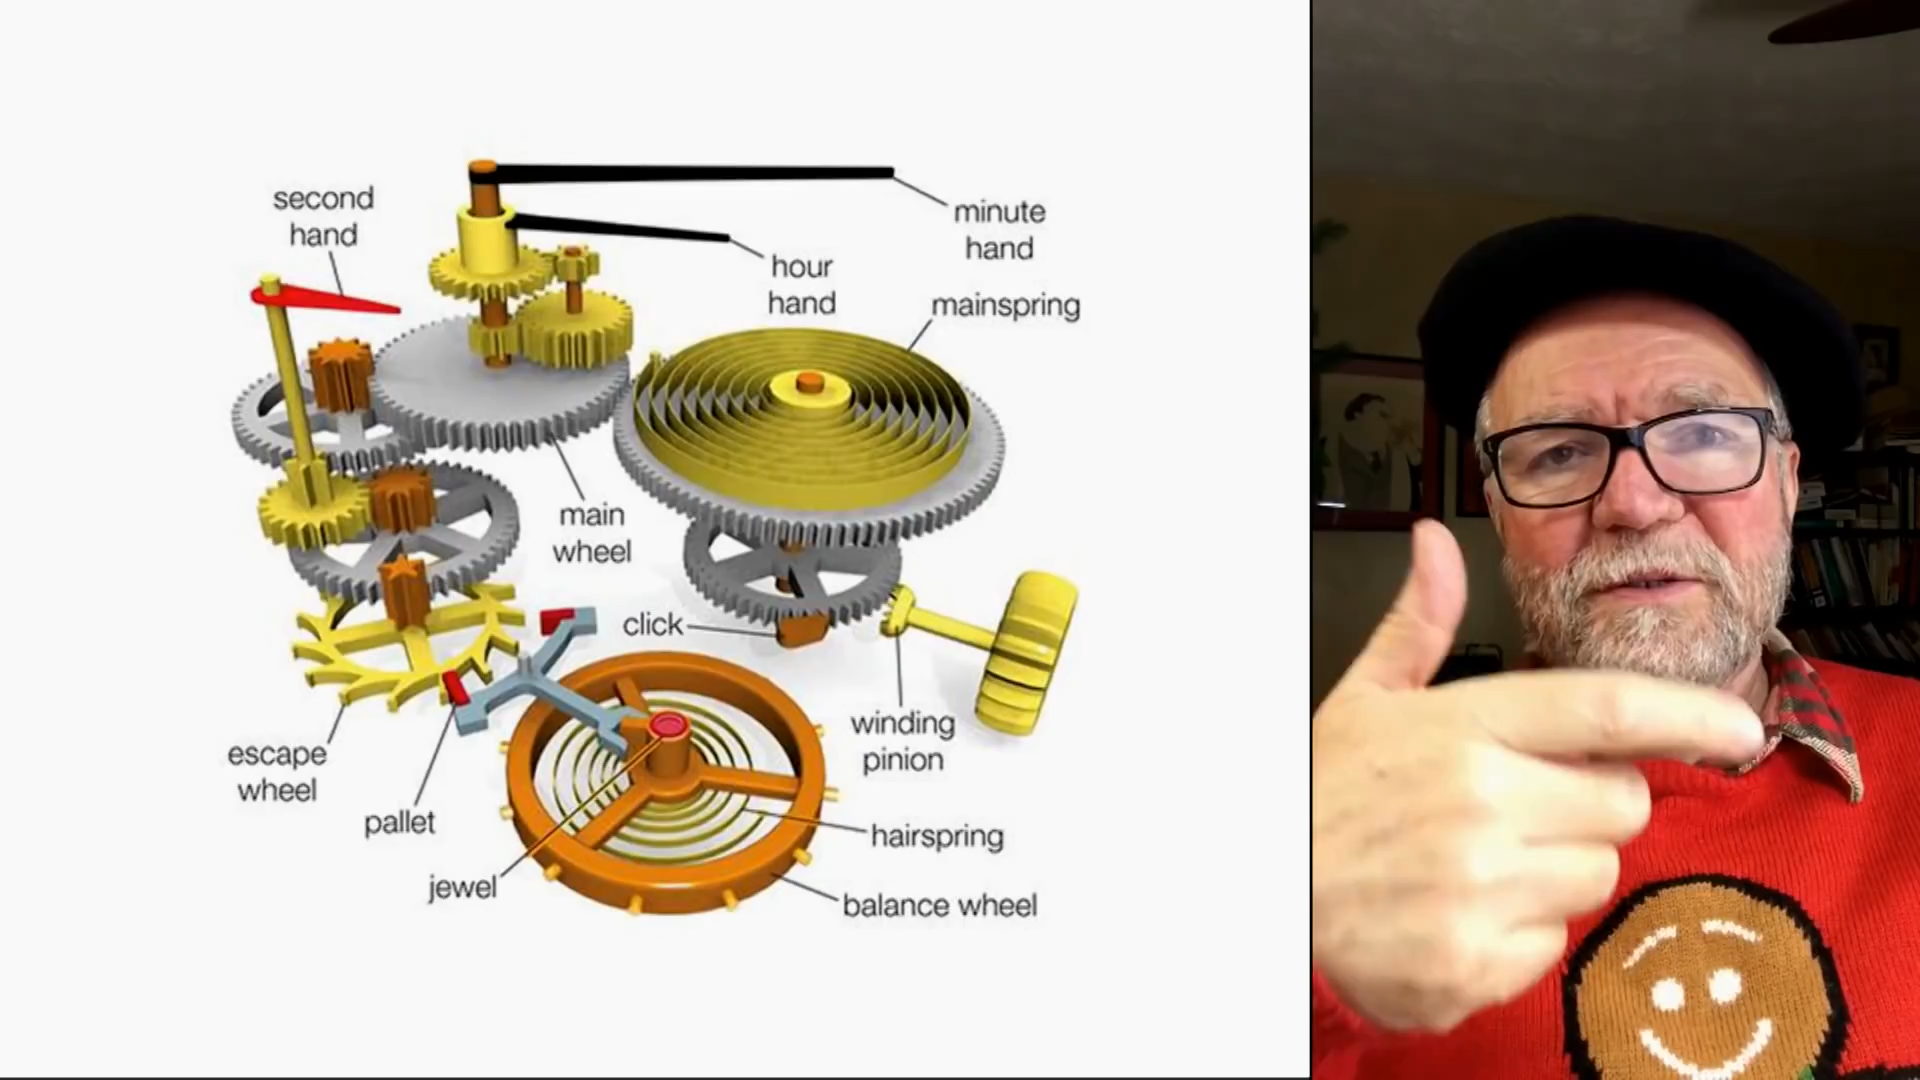 second
hand
minute
hand
hour
hand
mainspring
main
wheel
click
winding
pinion
escape
wheel
pallet
jewel
hairspring
balance wheel